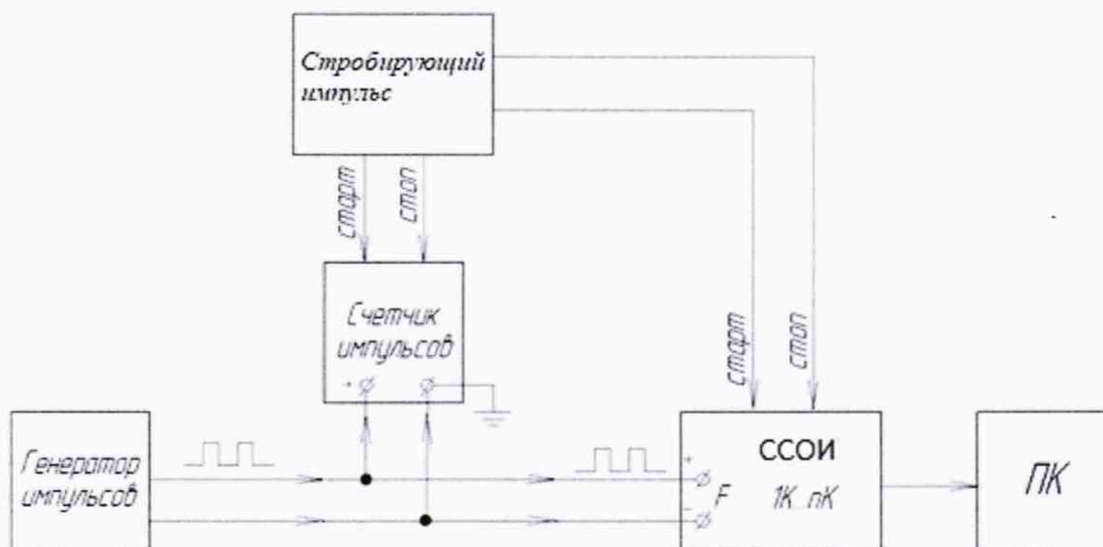 Стробирующий
импульс
старт
стоп
Счетчик
импульсов
+
старт
стоп
Генератор
импульсов
ССОИ
+
F
1К...nК
-
ПК